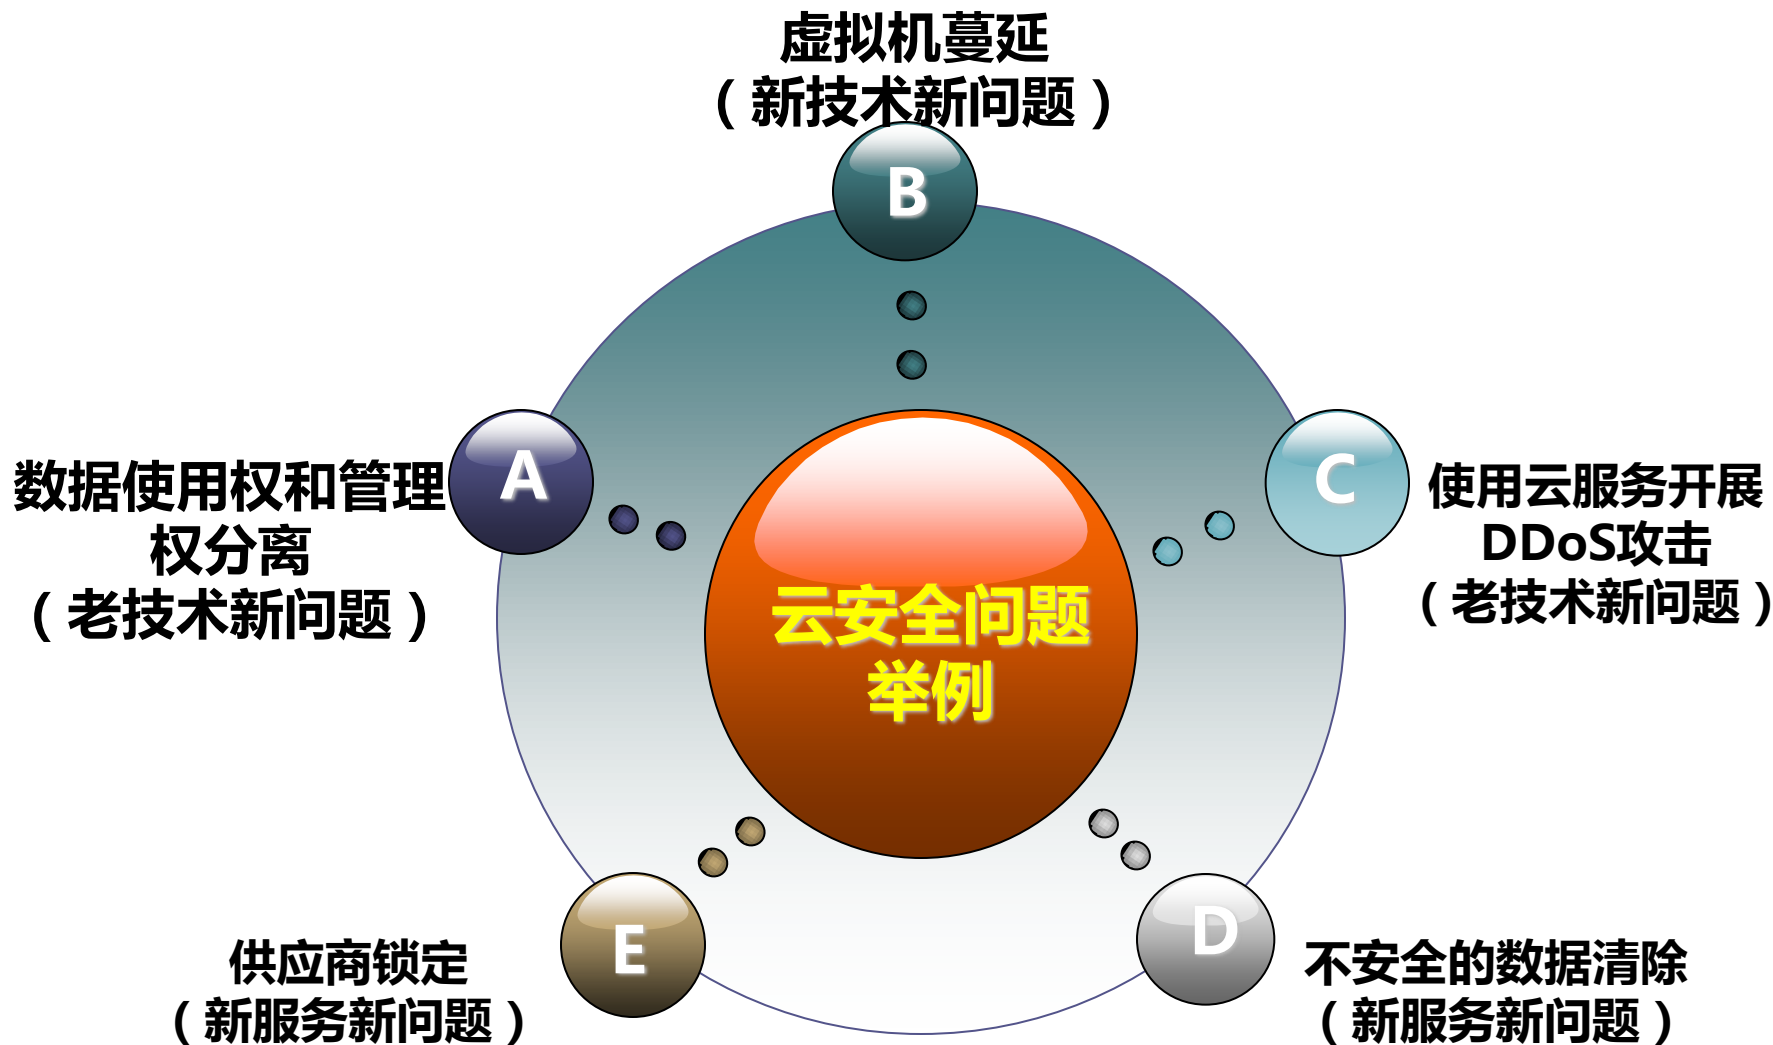 虚拟机蔓延
（新技术新问题）
B
A
数据使用权和管理
权分离
（老技术新问题）
C
使用云服务开展
DDoS攻击
（老技术新问题）
云安全问题
举例
E
供应商锁定
（新服务新问题）
D
不安全的数据清除
（新服务新问题）